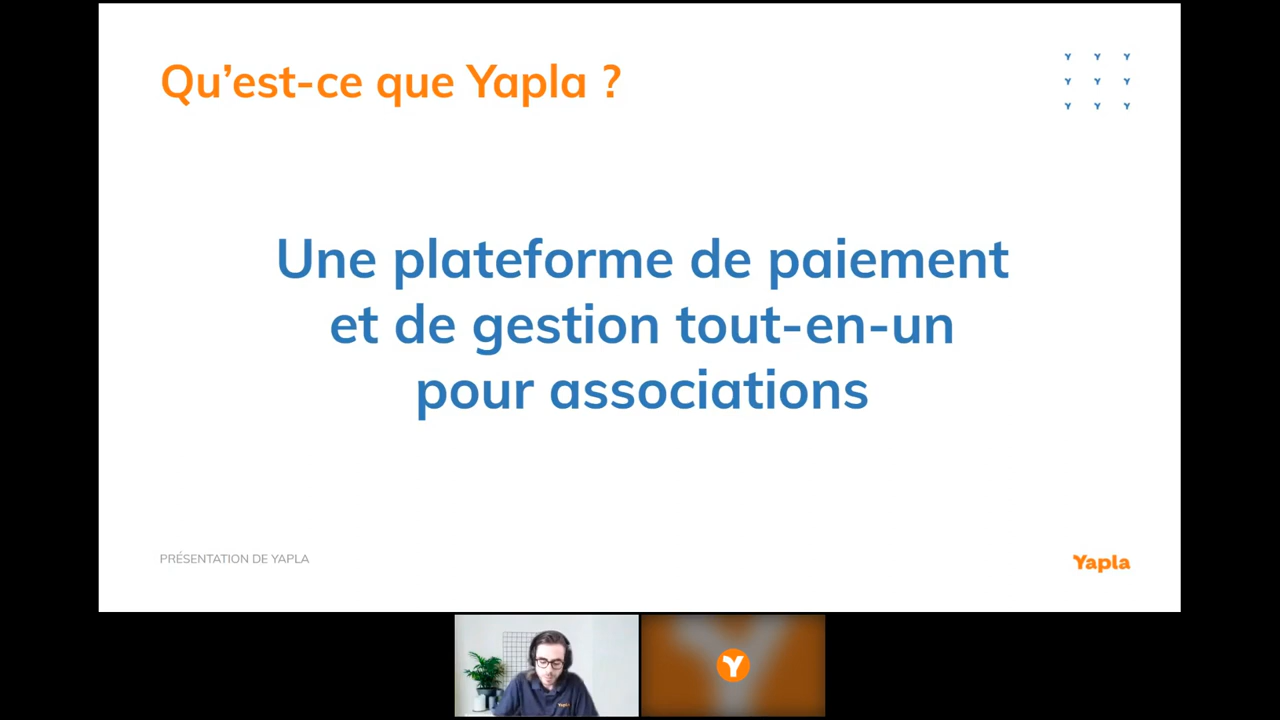 Qu’est-ce que Yapla ?
Y Y Y
Y Y Y
Y Y Y
Une plateforme de paiement
et de gestion tout-en-un
pour associations
PRÉSENTATION DE YAPLA
Yapla
Yapla
Y